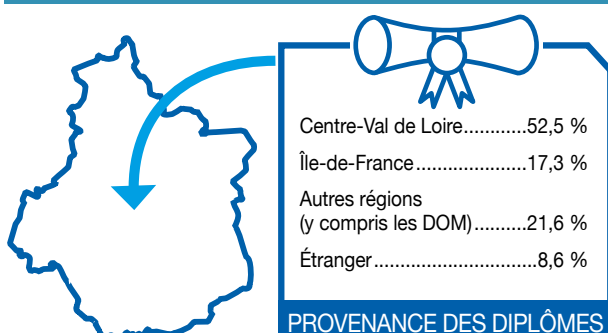 Centre-Val de Loire............52,5 %
Île-de-France......................17,3 %
Autres régions
(y compris les DOM)..........21,6 %
Étranger...........................8,6 %
PROVENANCE DES DIPLÔMES